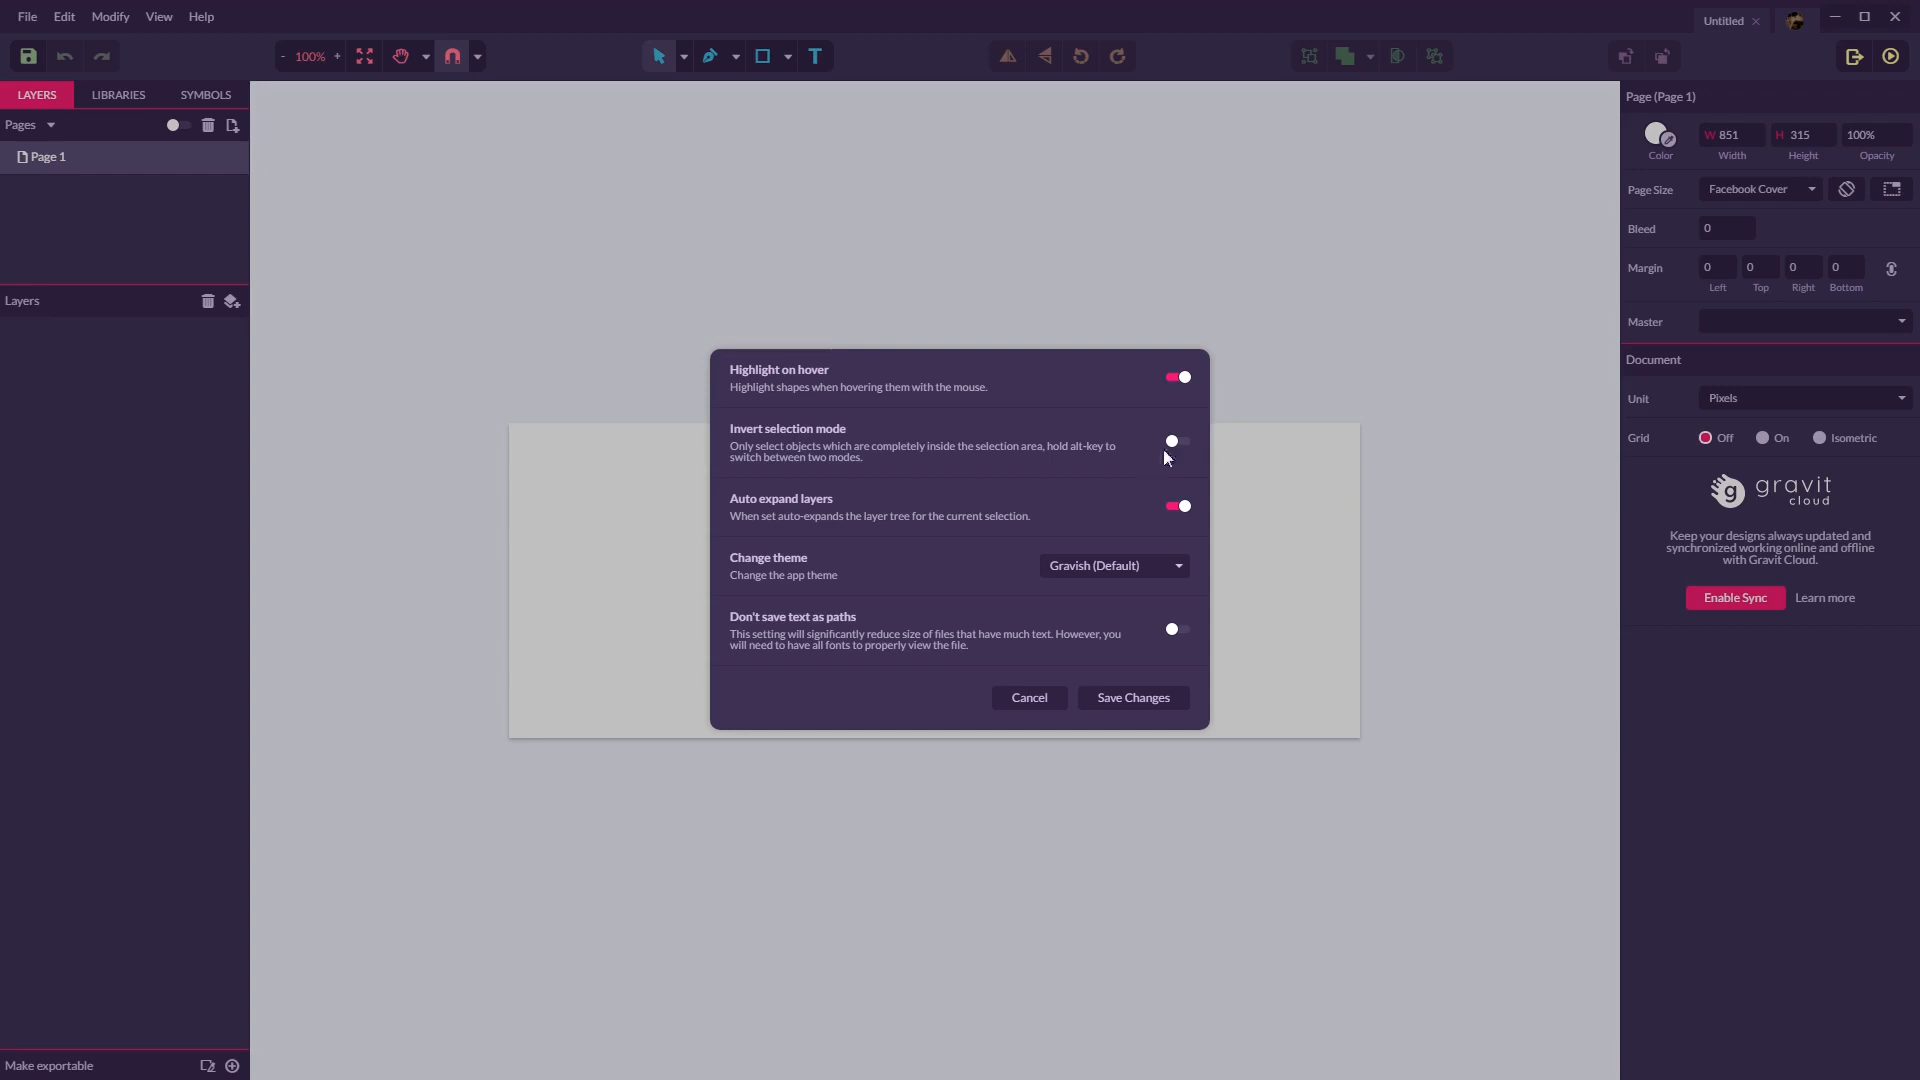 File Edit Modify View Help
Untitled
- 100% +
T
LAYERS LIBRARIES SYMBOLS
Pages
Page 1
Layers
Make exportable
Highlight on hover
Highlight shapes when hovering them with the mouse.
Invert selection mode
Only select objects which are completely inside the selection area, hold alt-key to
switch between two modes.
Auto expand layers
When set auto-expands the layer tree for the current selection.
Change theme
Change the app theme
Gravish (Default)
Don't save text as paths
This setting will significantly reduce size of files that have much text. However, you
will need to have all fonts to properly view the file.
Cancel Save Changes
Page (Page 1)
W 851 H 315 100%
Color Width Height Opacity
Page Size Facebook Cover
Bleed 0
Margin 0 0 0 0
Left Top Right Bottom
Master
Document
Unit Pixels
Grid Off On Isometric
g gravit
cloud
Keep your designs always updated and
synchronized working online and offline
with Gravit Cloud.
Enable Sync Learn more